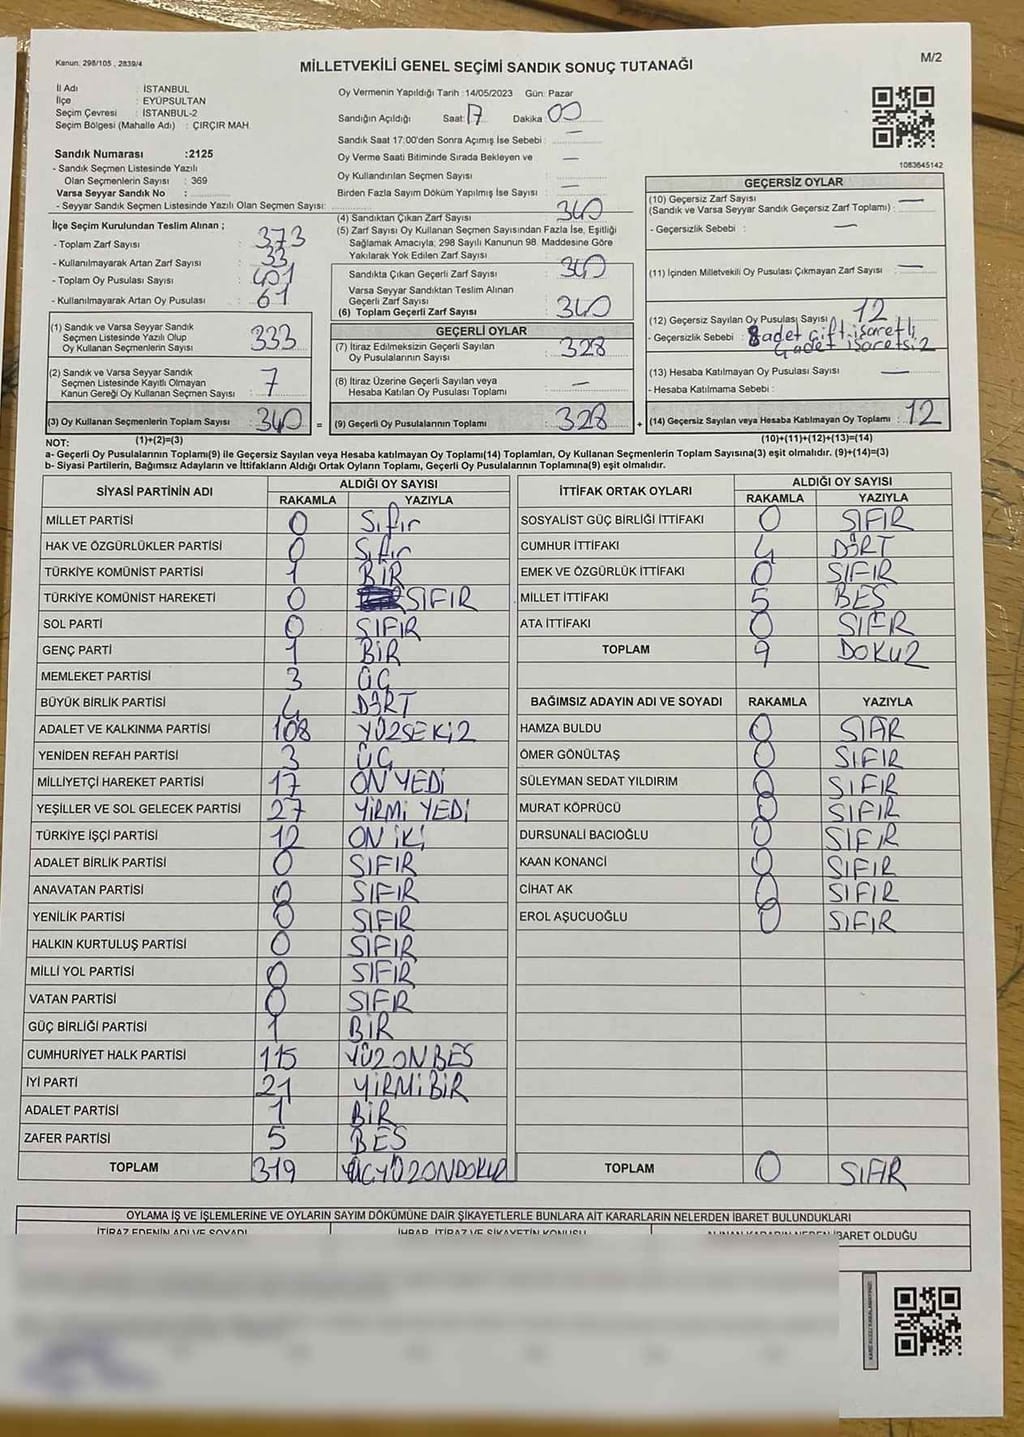 Kanun: 298/105 , 2839/4
MİLLETVEKİLİ GENEL SEÇİMİ SANDIK SONUÇ TUTANAĞI
M/2
İl Adı : İSTANBUL
İlçe : EYÜPSULTAN
Seçim Çevresi : İSTANBUL-2
Seçim Bölgesi (Mahalle Adı) : ÇIRÇIR MAH.
Sandık Numarası :2125
- Sandık Seçmen Listesinde Yazılı
Olan Seçmenlerin Sayısı : 369
Varsa Seyyar Sandık No :
- Seyyar Sandık Seçmen Listesinde Yazılı Olan Seçmen Sayısı:
Oy Vermenin Yapıldığı Tarih :14/05/2023 Gün: Pazar
Sandığın Açıldığı Saat: 17 Dakika: 00
Sandık Saat 17:00'den Sonra Açımış İse Sebebi : —
Oy Verme Saati Bitiminde Sırada Bekleyen ve
Oy Kullandırılan Seçmen Sayısı : —
Birden Fazla Sayım Döküm Yapılmış İse Sayısı : —
1083645142
İlçe Seçim Kurulundan Teslim Alınan ;
- Toplam Zarf Sayısı : 373
- Kullanılmayarak Artan Zarf Sayısı : 33
- Toplam Oy Pusulası Sayısı : 401
- Kullanılmayarak Artan Oy Pusulası : 61
(1) Sandık ve Varsa Seyyar Sandık
Seçmen Listesinde Yazılı Olup
Oy Kullanan Seçmenlerin Sayısı : 333
(2) Sandık ve Varsa Seyyar Sandık
Seçmen Listesinde Kayıtlı Olmayan
Kanun Gereği Oy Kullanan Seçmen Sayısı : 7
(3) Oy Kullanan Seçmenlerin Toplam Sayısı : 340
(1)+(2)=(3)
(4) Sandıktan Çıkan Zarf Sayısı : 340
(5) Zarf Sayısı Oy Kullanan Seçmen Sayısından Fazla İse, Eşitliği
Sağlamak Amacıyla, 298 Sayılı Kanunun 98. Maddesine Göre
Yakılarak Yok Edilen Zarf Sayısı :
Sandıkta Çıkan Geçerli Zarf Sayısı : 340
Varsa Seyyar Sandıktan Teslim Alınan
Geçerli Zarf Sayısı :
(6) Toplam Geçerli Zarf Sayısı : 340
GEÇERLİ OYLAR
(7) İtiraz Edilmeksizin Geçerli Sayılan
Oy Pusulalarının Sayısı : 328
(8) İtiraz Üzerine Geçerli Sayılan veya
Hesaba Katılan Oy Pusulası Toplamı : —
= (9) Geçerli Oy Pusulalarının Toplamı : 328 +
GEÇERSİZ OYLAR
(10) Geçersiz Zarf Sayısı : —
(Sandık ve Varsa Seyyar Sandık Geçersiz Zarf Toplamı)
- Geçersizlik Sebebi : —
(11) İçinden Milletvekili Oy Pusulası Çıkmayan Zarf Sayısı : —
(12) Geçersiz Sayılan Oy Pusulası Sayısı : 12
- Geçersizlik Sebebi : 8 adet çift işaretli,
4 adet işaretsiz
(13) Hesaba Katılmayan Oy Pusulası Sayısı : —
- Hesaba Katılmama Sebebi :
(14) Geçersiz Sayılan veya Hesaba Katılmayan Oy Toplamı : 12
(10)+(11)+(12)+(13)=(14)
NOT:
a- Geçerli Oy Pusulalarının Toplamı(9) ile Geçersiz Sayılan veya Hesaba Katılmayan Oy Toplamı(14) Toplamları, Oy Kullanan Seçmenlerin Toplam Sayısına(3) eşit olmalıdır. (9)+(14)=(3)
b- Siyasi Partilerin, Bağımsız Adayların ve İttifakların Aldığı Ortak Oyların Toplamı, Geçerli Oy Pusulalarının Toplamına(9) eşit olmalıdır.
SİYASİ PARTİNİN ADI ALDIĞI OY SAYISI
RAKAMLA YAZIYLA
MİLLET PARTİSİ 0 Sıfır
HAK VE ÖZGÜRLÜKLER PARTİSİ 0 Sıfır
TÜRKİYE KOMÜNİST PARTİSİ 1 BİR
TÜRKİYE KOMÜNİST HAREKETİ 0 SIFIR
SOL PARTİ 0 SIFIR
GENÇ PARTİ 1 BİR
MEMLEKET PARTİSİ 3 ÜÇ
BÜYÜK BİRLİK PARTİSİ 4 DÖRT
ADALET VE KALKINMA PARTİSİ 108 YÜZSEKİZ
YENİDEN REFAH PARTİSİ 3 ÜÇ
MİLLİYETÇİ HAREKET PARTİSİ 17 ON YEDİ
YEŞİLLER VE SOL GELECEK PARTİSİ 27 YİRMİ YEDİ
TÜRKİYE İŞÇİ PARTİSİ 12 ON İKİ
ADALET BİRLİK PARTİSİ 0 SIFIR
ANAVATAN PARTİSİ 0 SIFIR
YENİLİK PARTİSİ 0 SIFIR
HALKIN KURTULUŞ PARTİSİ 0 SIFIR
MİLLİ YOL PARTİSİ 0 SIFIR
VATAN PARTİSİ 0 SIFIR
GÜÇ BİRLİĞİ PARTİSİ 1 BİR
CUMHURİYET HALK PARTİSİ 115 YÜZ ON BES
İYİ PARTİ 21 YİRMİ BİR
ADALET PARTİSİ 1 BİR
ZAFER PARTİSİ 5 BES
TOPLAM 319 ÜÇYÜZONDOKUZ
İTTİFAK ORTAK OYLARI ALDIĞI OY SAYISI
RAKAMLA YAZIYLA
SOSYALİST GÜÇ BİRLİĞİ İTTİFAKI 0 SIFIR
CUMHUR İTTİFAKI 4 DÖRT
EMEK VE ÖZGÜRLÜK İTTİFAKI 0 SIFIR
MİLLET İTTİFAKI 5 BES
ATA İTTİFAKI 0 SIFIR
TOPLAM 9 DOKUZ
BAĞIMSIZ ADAYIN ADI VE SOYADI RAKAMLA YAZIYLA
HAMZA BULDU 0 SIFIR
ÖMER GÖNÜLTAŞ 0 SIFIR
SÜLEYMAN SEDAT YILDIRIM 0 SIFIR
MURAT KÖPRÜCÜ 0 SIFIR
DURSUNALİ BACIOĞLU 0 SIFIR
KAAN KONANCİ 0 SIFIR
CİHAT AK 0 SIFIR
EROL AŞUCUOĞLU 0 SIFIR
TOPLAM 0 SIFIR
OYLAMA İŞ VE İŞLEMLERİNE VE OYLARIN SAYIM DÖKÜMÜNE DAİR ŞİKAYETLERLE BUNLARA AİT KARARLARIN NELERDEN İBARET BULUNDUKLARI
İTİRAZ EDENİN ADI VE SOYADI İHBAR, İTİRAZ VE ŞİKAYETİN KONUSU ALINAN KARARIN NEDEN İBARET OLDUĞU